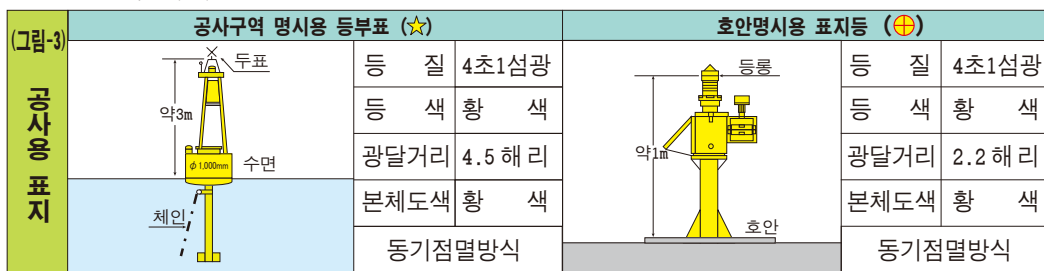 (그림-3)
공사용 표지
공사구역 명시용 등부표 (☆)
두표
약3m
φ 1,000mm
수면
체인
등 질 4초1섬광
등 색 황 색
광달거리 4.5해리
본체도색 황 색
동기점멸방식
호안명시용 표지등 (⊕)
등롱
약1m
호안
등 질 4초1섬광
등 색 황 색
광달거리 2.2해리
본체도색 황 색
동기점멸방식